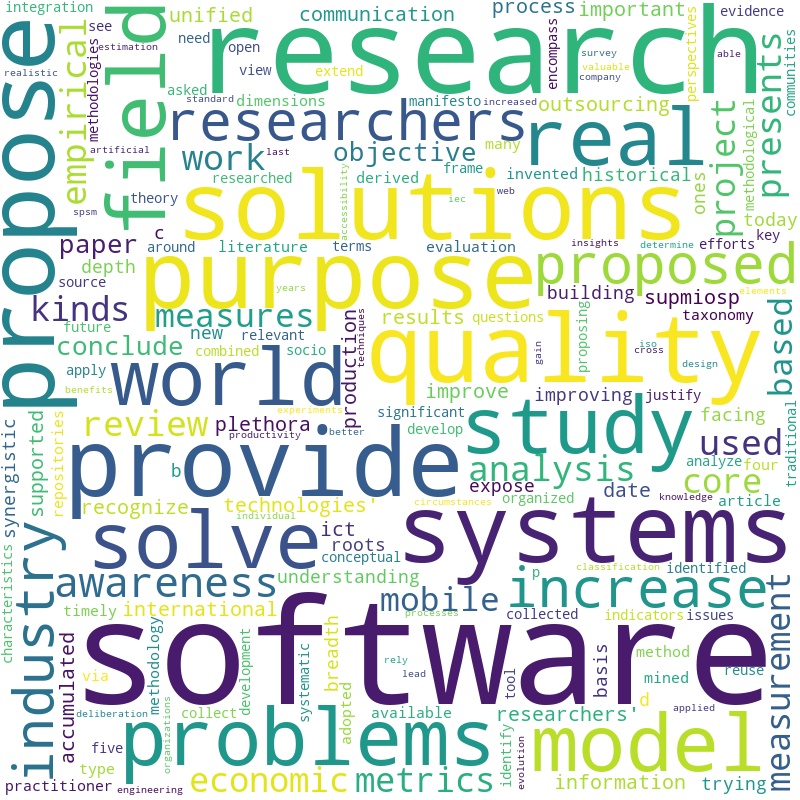 integration
unified
communication
process
important
evidence
see
need
open
view
extend
research
encompass
survey
valuable
company
able
perspectives
communities
estimation
realistic
methodologies
asked
dimensions
manifesto
increased
outsourcing
propose
field
empirical
standard
researchers
real
project
methodological
presents
artificial
last
work
objective
many
frame
researched
derived
invented
historical
ones
today
theory
solutions
accessibility
web
iec
spsm
paper
c
around
literature
terms
evaluation
insights
determine
efforts
key
depth
purpose
proposed
source
years
elements
kinds
measures
building
supmiosp
future
new
relevant
production
techniques
results
questions
proposing
taxonomy
based
conclude
combined
socio
quality
gain
iso
cross
design
apply
world
benefits
improve
improving
justify
traditional
review
experiments
significant
facing
plethora
productivity
better
develop
study
used
analyze
four
supported
repositories
synergistic
b
provide
analysis
core
recognize
technologies'
expose
date
article
circumstances
organized
knowledge
individual
ict
solve
roots
systems
conceptual
classification
p
identified
characteristics
industry
awareness
understanding
mobile
increase
timely
international
processes
collected
indicators
issues
measurement
via
methodology
development
systematic
breadth
software
rely
lead
tool
basis
method
mined
reuse
accumulated
deliberation
collect
adopted
available
researchers'
d
applied
five
organizations
problems
identify
evolution
model
type
practitioner
engineering
economic
metrics
information
trying